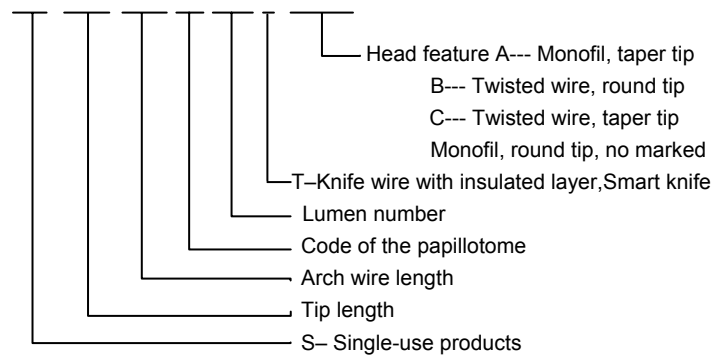 Head feature A--- Monofil, taper tip
B--- Twisted wire, round tip
C--- Twisted wire, taper tip
Monofil, round tip, no marked
T–Knife wire with insulated layer,Smart knife
Lumen number
Code of the papillotome
Arch wire length
Tip length
S– Single-use products